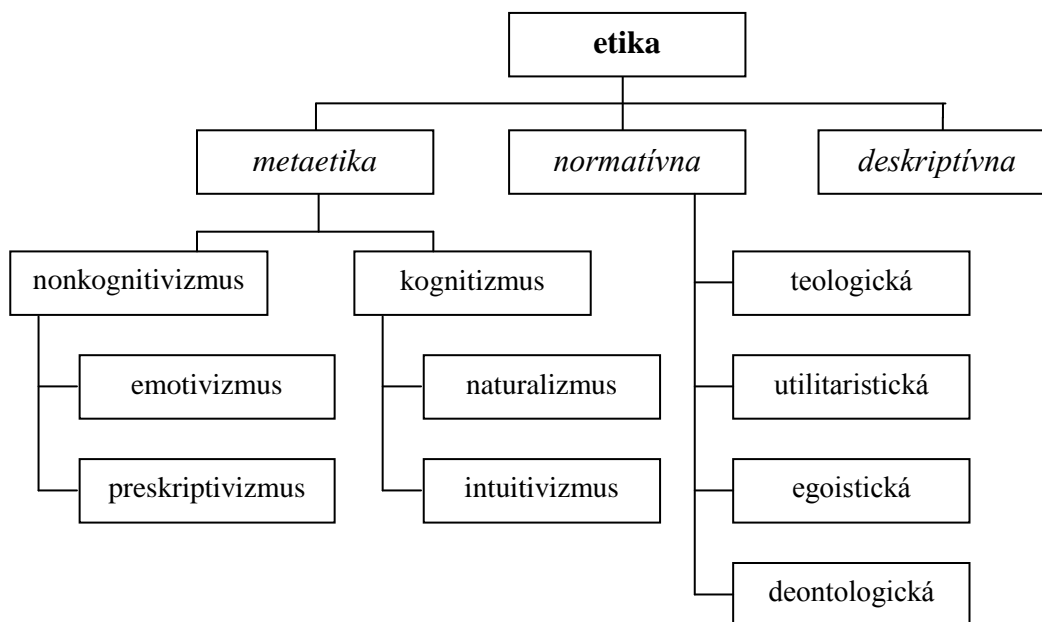 etika
metaetika
normatívna
deskriptívna
nonkognitivizmus
kognitizmus
teologická
emotivizmus
naturalizmus
utilitaristická
preskriptivizmus
intuitivizmus
egoistická
deontologická